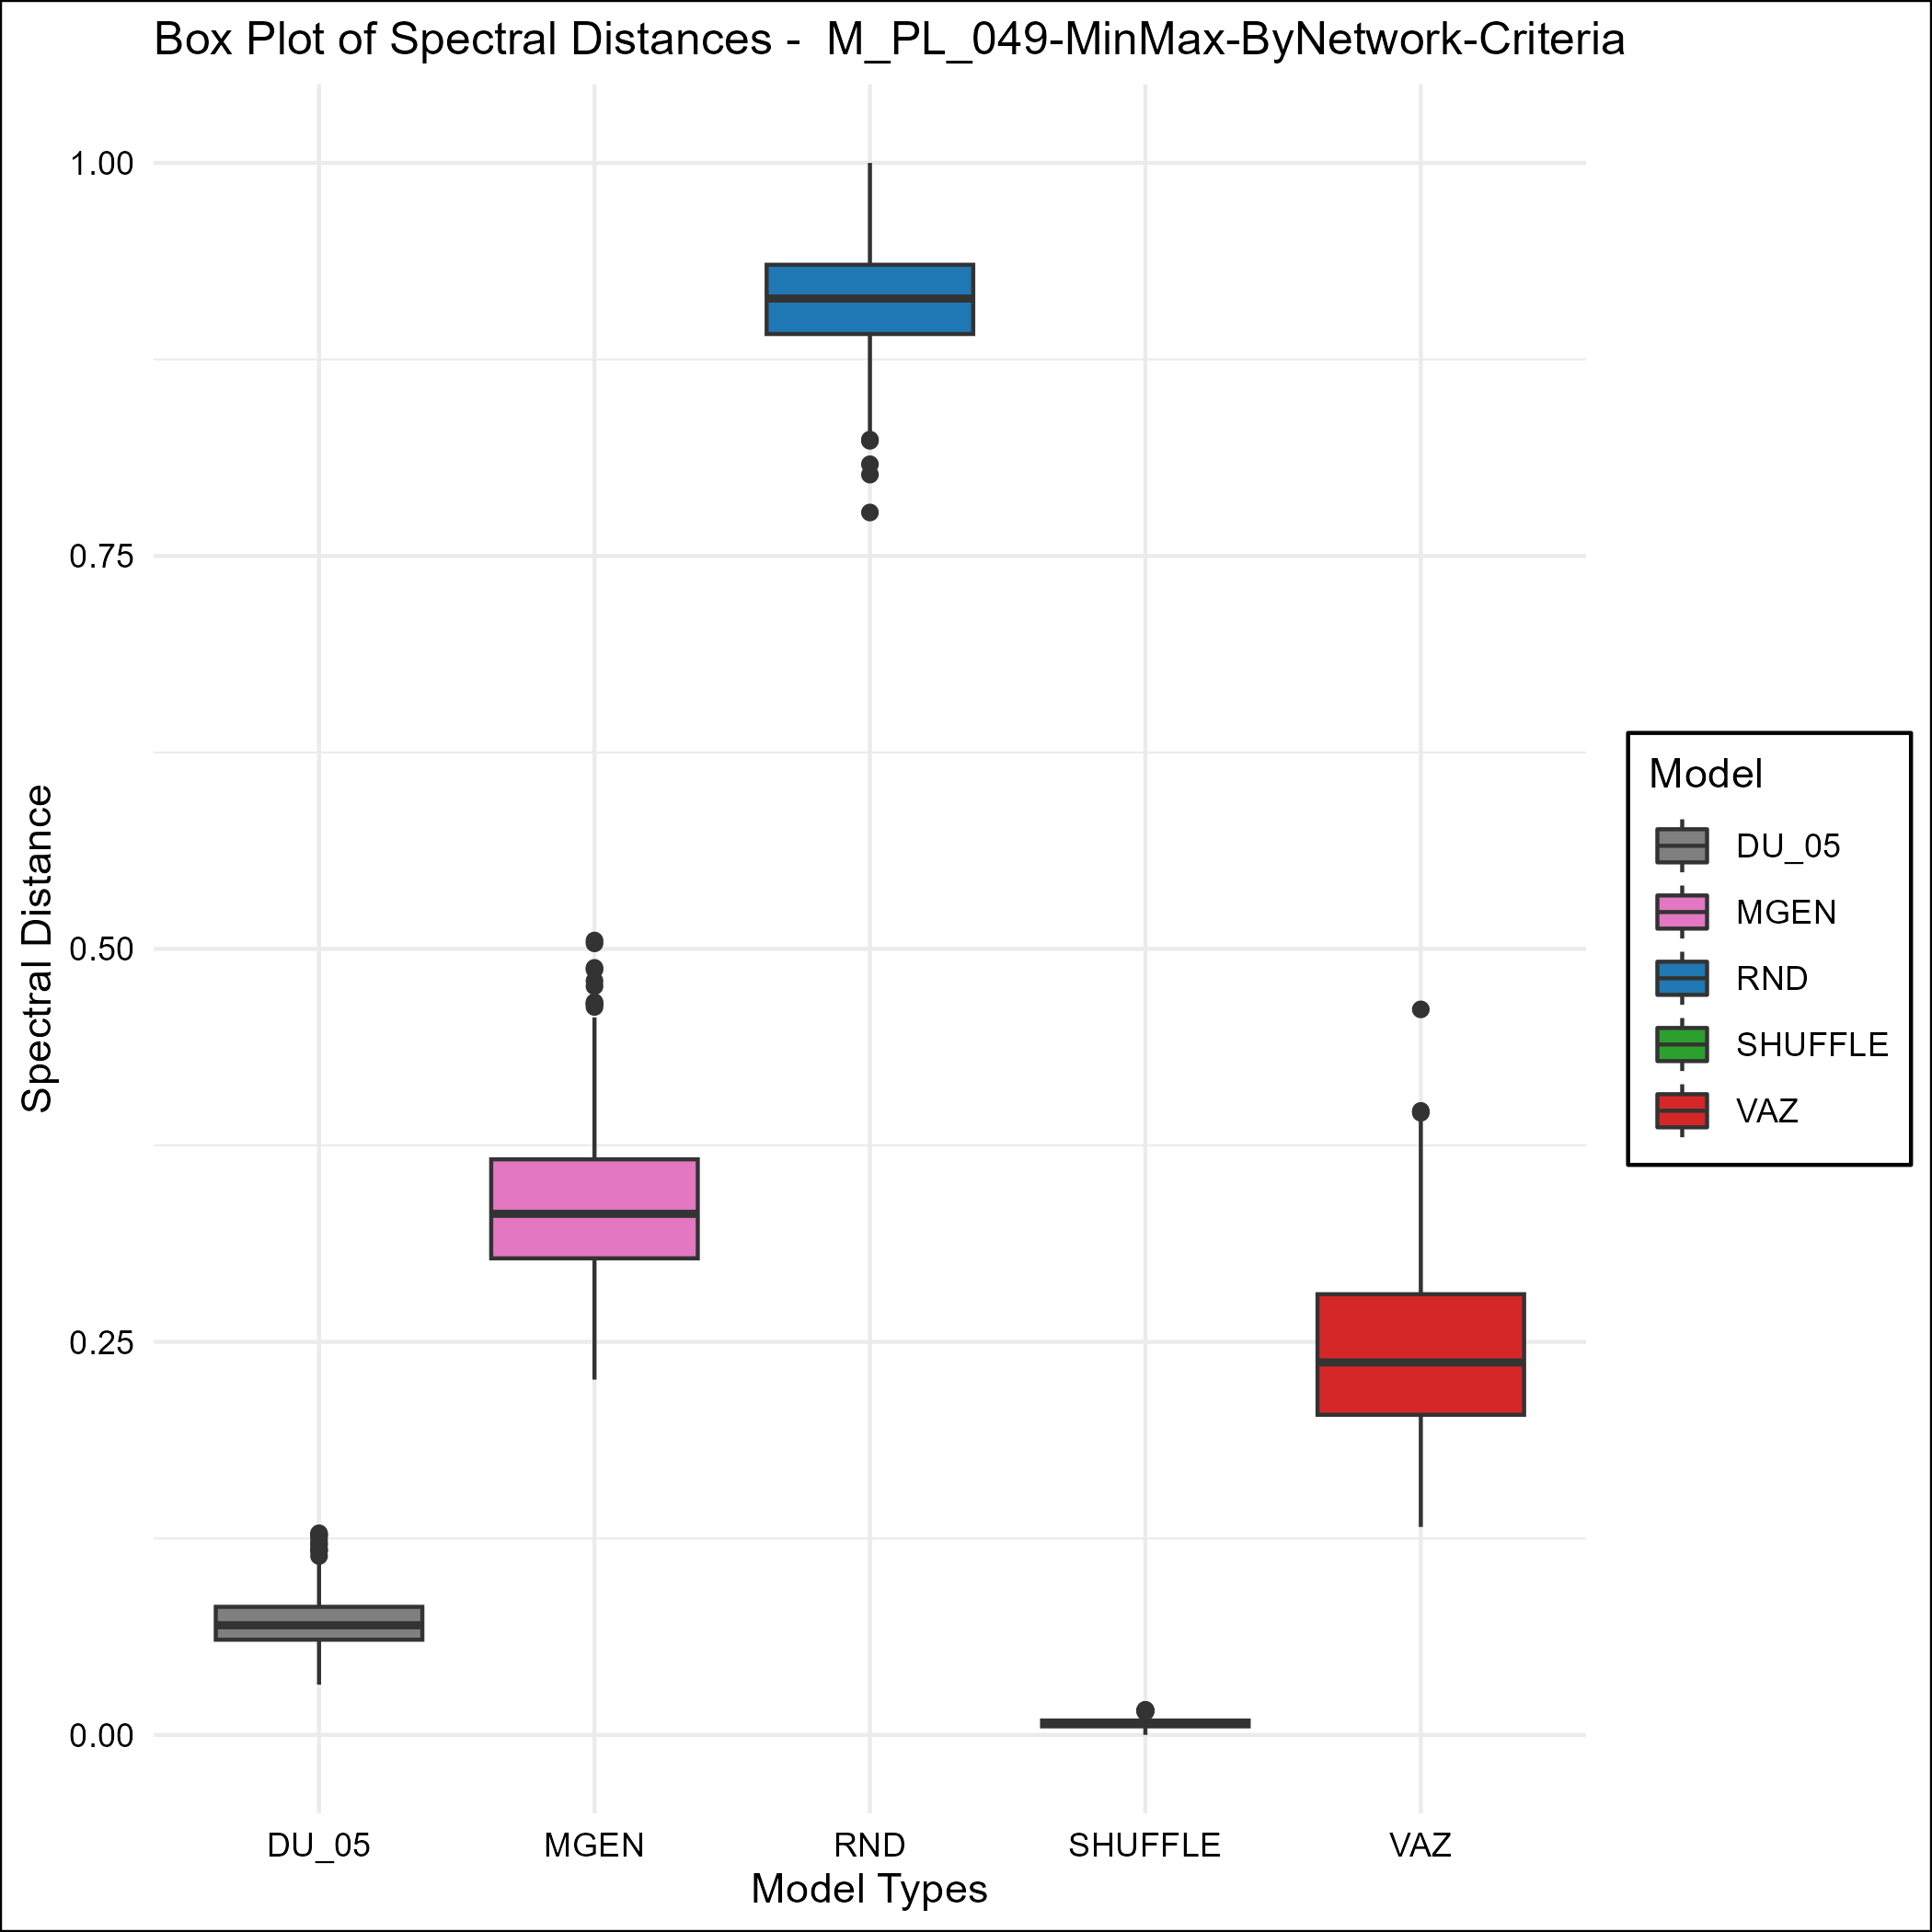 Box Plot of Spectral Distances -  M_PL_049-MinMax-ByNetwork-Criteria
Spectral Distance
1.00
0.75
0.50
0.25
0.00
DU_05
MGEN
RND
SHUFFLE
VAZ
Model Types
Model
DU_05
MGEN
RND
SHUFFLE
VAZ